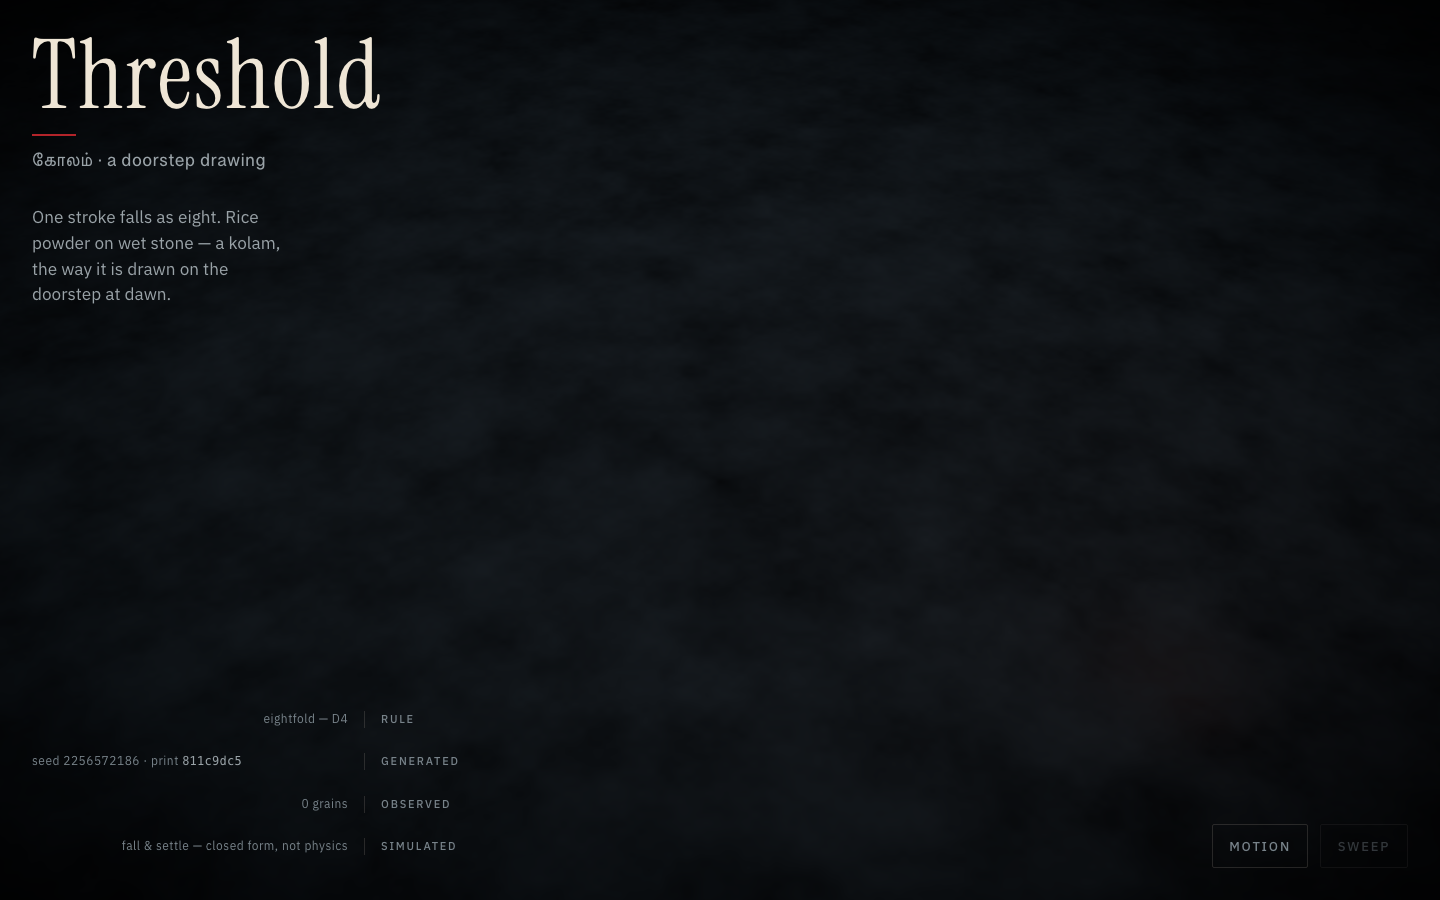 Threshold
கோலம் · a doorstep drawing
One stroke falls as eight. Rice
powder on wet stone — a kolam,
the way it is drawn on the
doorstep at dawn.
eightfold — D4 RULE
seed 2256572186 · print 811c9dc5 GENERATED
0 grains OBSERVED
fall & settle — closed form, not physics SIMULATED
MOTION SWEEP